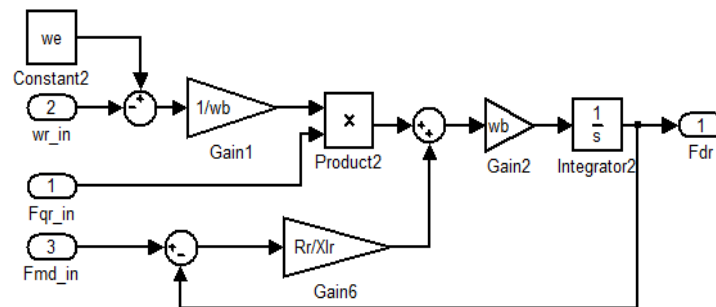 we
Constant2
2
wr_in
1/wb
Gain1
×
Product2
wb
Gain2
1
s
Integrator2
1
Fdr
1
Fqr_in
3
Fmd_in
Rr/Xlr
Gain6